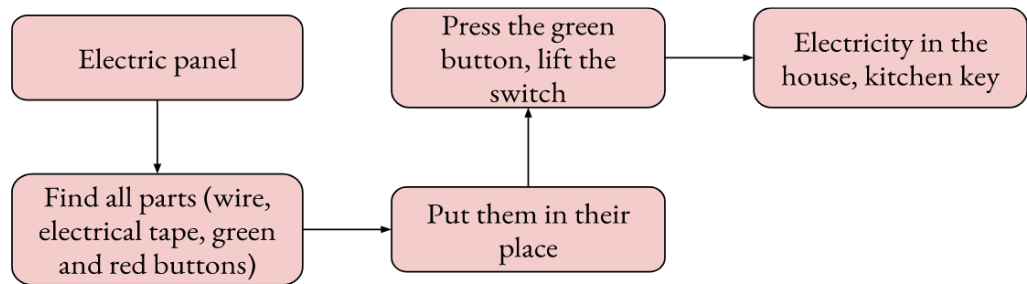 Electric panel
Find all parts (wire,
electrical tape, green
and red buttons)
Put them in their
place
Press the green
button, lift the
switch
Electricity in the
house, kitchen key